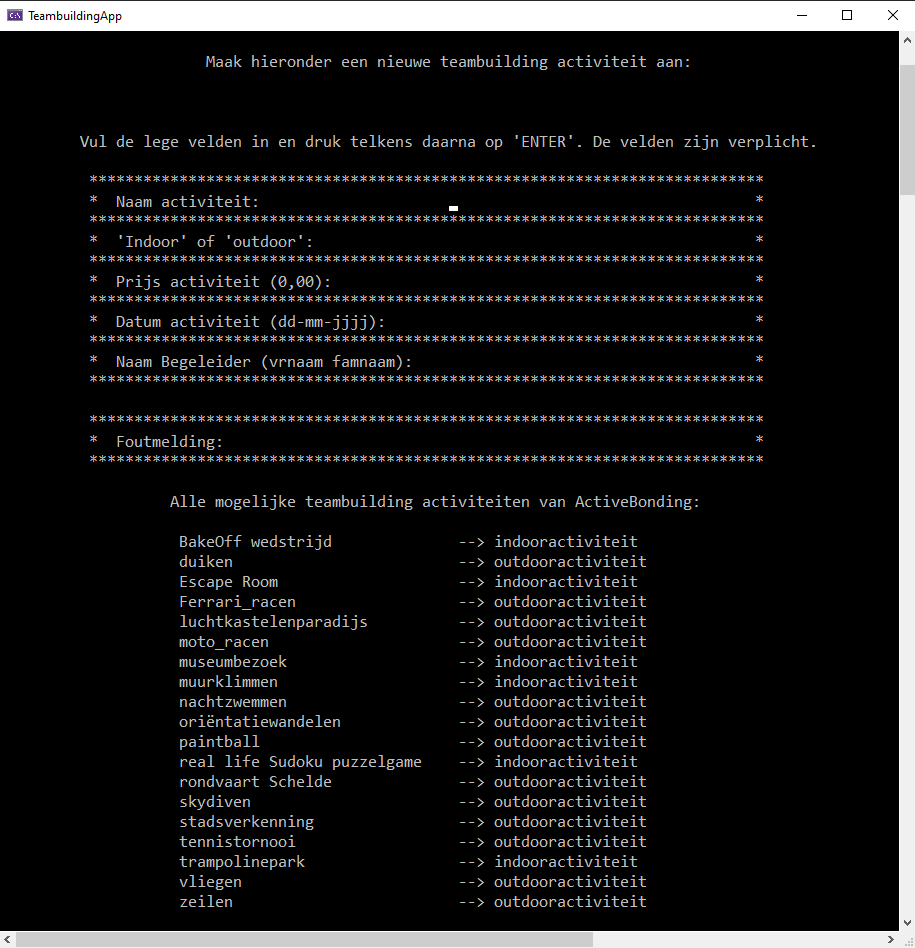 TeambuildingApp
Maak hieronder een nieuwe teambuilding activiteit aan:
Vul de lege velden in en druk telkens daarna op 'ENTER'. De velden zijn verplicht.
***************************************************************************
* Naam activiteit: *
***************************************************************************
* 'Indoor' of 'outdoor': *
***************************************************************************
* Prijs activiteit (0,00): *
***************************************************************************
* Datum activiteit (dd-mm-jjjj): *
***************************************************************************
* Naam Begeleider (vrnaam famnaam): *
***************************************************************************
***************************************************************************
* Foutmelding: *
***************************************************************************
Alle mogelijke teambuilding activiteiten van ActiveBonding:
BakeOff wedstrijd --> indooractiviteit
duiken --> outdooractiviteit
Escape Room --> indooractiviteit
Ferrari_racen --> outdooractiviteit
luchtkastelenparadijs --> outdooractiviteit
moto_racen --> outdooractiviteit
museumbezoek --> indooractiviteit
muurklimmen --> indooractiviteit
nachtzwemmen --> outdooractiviteit
oriëntatiewandelen --> outdooractiviteit
paintball --> outdooractiviteit
real life Sudoku puzzelgame --> indooractiviteit
rondvaart Schelde --> outdooractiviteit
skydiven --> outdooractiviteit
stadsverkenning --> outdooractiviteit
tennistornooi --> outdooractiviteit
trampolinepark --> indooractiviteit
vliegen --> outdooractiviteit
zeilen --> outdooractiviteit